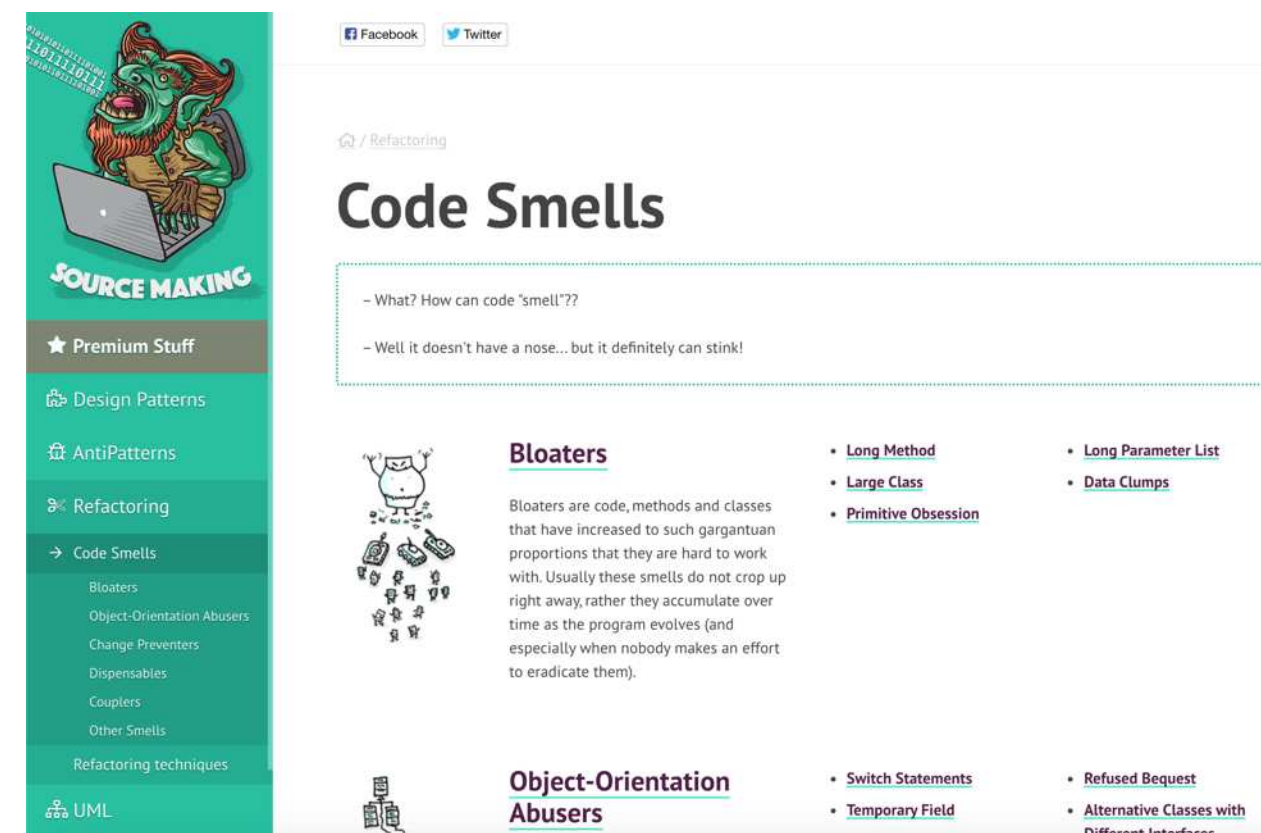 Facebook
Twitter
1101111011
SOURCE MAKING
Premium Stuff
Design Patterns
AntiPatterns
Refactoring
→ Code Smells
Bloaters
Object-Orientation Abusers
Change Preventers
Dispensables
Couplers
Other Smells
Refactoring techniques
UML
/ Refactoring
Code Smells
– What? How can code "smell"??
– Well it doesn't have a nose... but it definitely can stink!
Bloaters
Bloaters are code, methods and classes
that have increased to such gargantuan
proportions that they are hard to work
with. Usually these smells do not crop up
right away, rather they accumulate over
time as the program evolves (and
especially when nobody makes an effort
to eradicate them).
• Long Method
• Large Class
• Primitive Obsession
• Long Parameter List
• Data Clumps
Object-Orientation
Abusers
• Switch Statements
• Temporary Field
• Refused Bequest
• Alternative Classes with
Different Interfaces